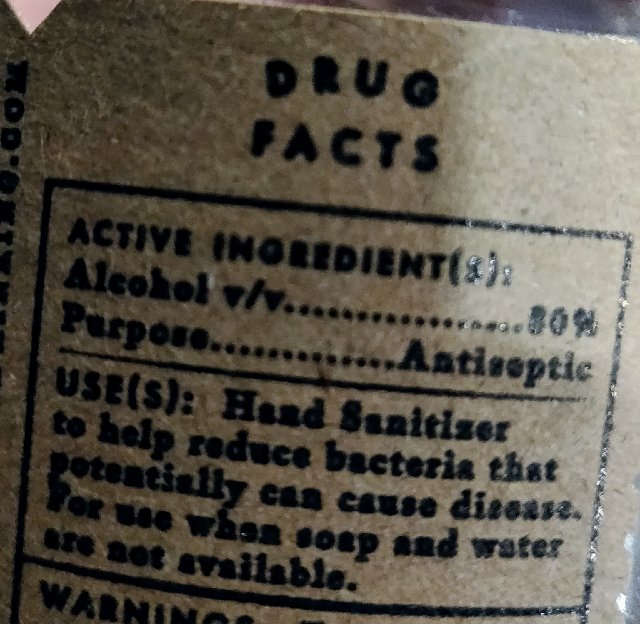 DRUG
FACTS
ACTIVE INGREDIENT(S):
Alcohol v/v....................80%
Purpose...............Antiseptic
USE(S): Hand Sanitizer
to help reduce bacteria that
potentially can cause disease.
For use when soap and water
are not available.
WARNINGS